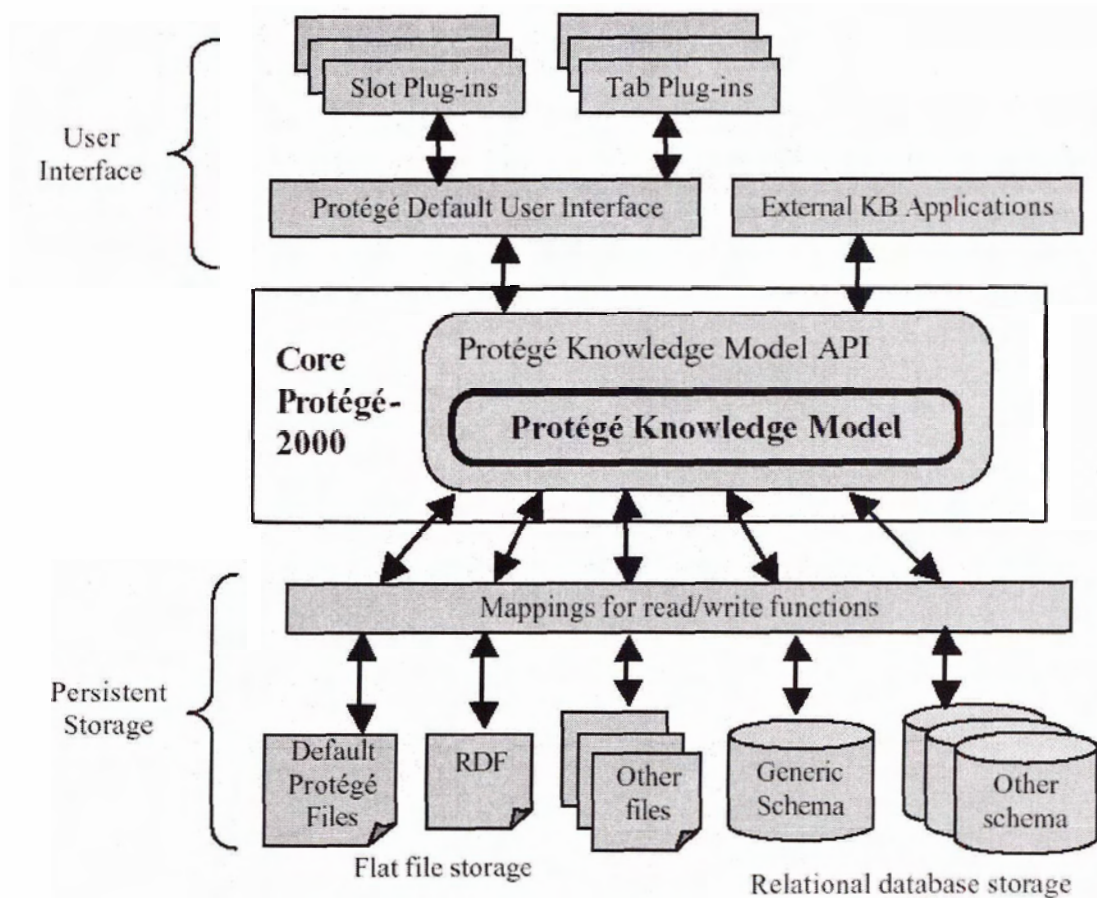 Slot Plug-ins
Tab Plug-ins
User
Interface
Protégé Default User Interface
External KB Applications
Core
Protégé-
2000
Protégé Knowledge Model API
Protégé Knowledge Model
Mappings for read/write functions
Persistent
Storage
Default
Protégé
Files
RDF
Other
files
Generic
Schema
Other
schema
Flat file storage
Relational database storage